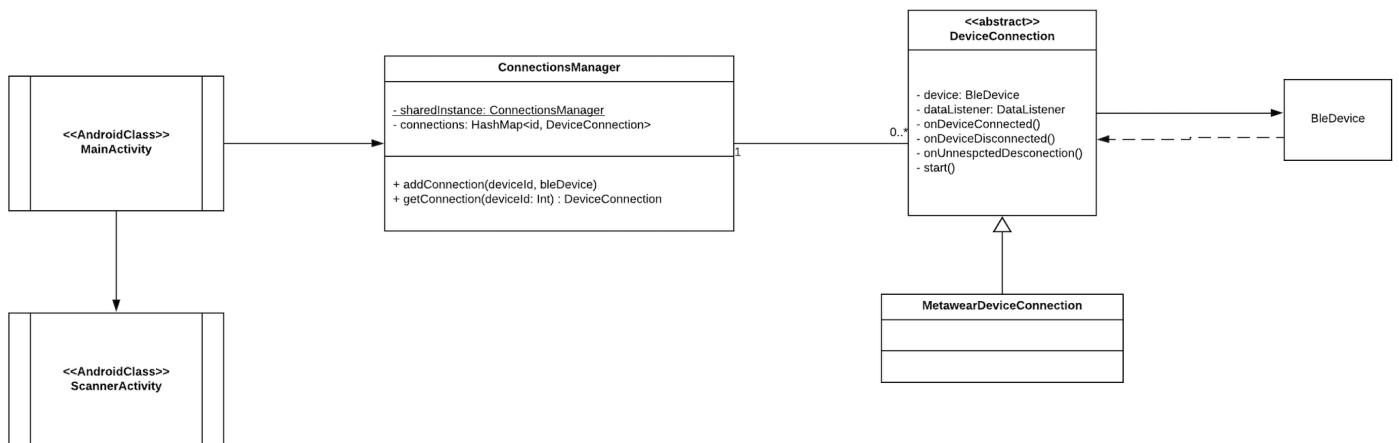 <<AndroidClass>>
MainActivity
<<AndroidClass>>
ScannerActivity
ConnectionsManager
- sharedInstance: ConnectionsManager
- connections: HashMap<id, DeviceConnection>
+ addConnection(deviceId, bleDevice)
+ getConnection(deviceId: Int) : DeviceConnection
1
0..*
<<abstract>>
DeviceConnection
- device: BleDevice
- dataListener: DataListener
- onDeviceConnected()
- onDeviceDisconnected()
- onUnnespctedDesconection()
- start()
BleDevice
MetawearDeviceConnection